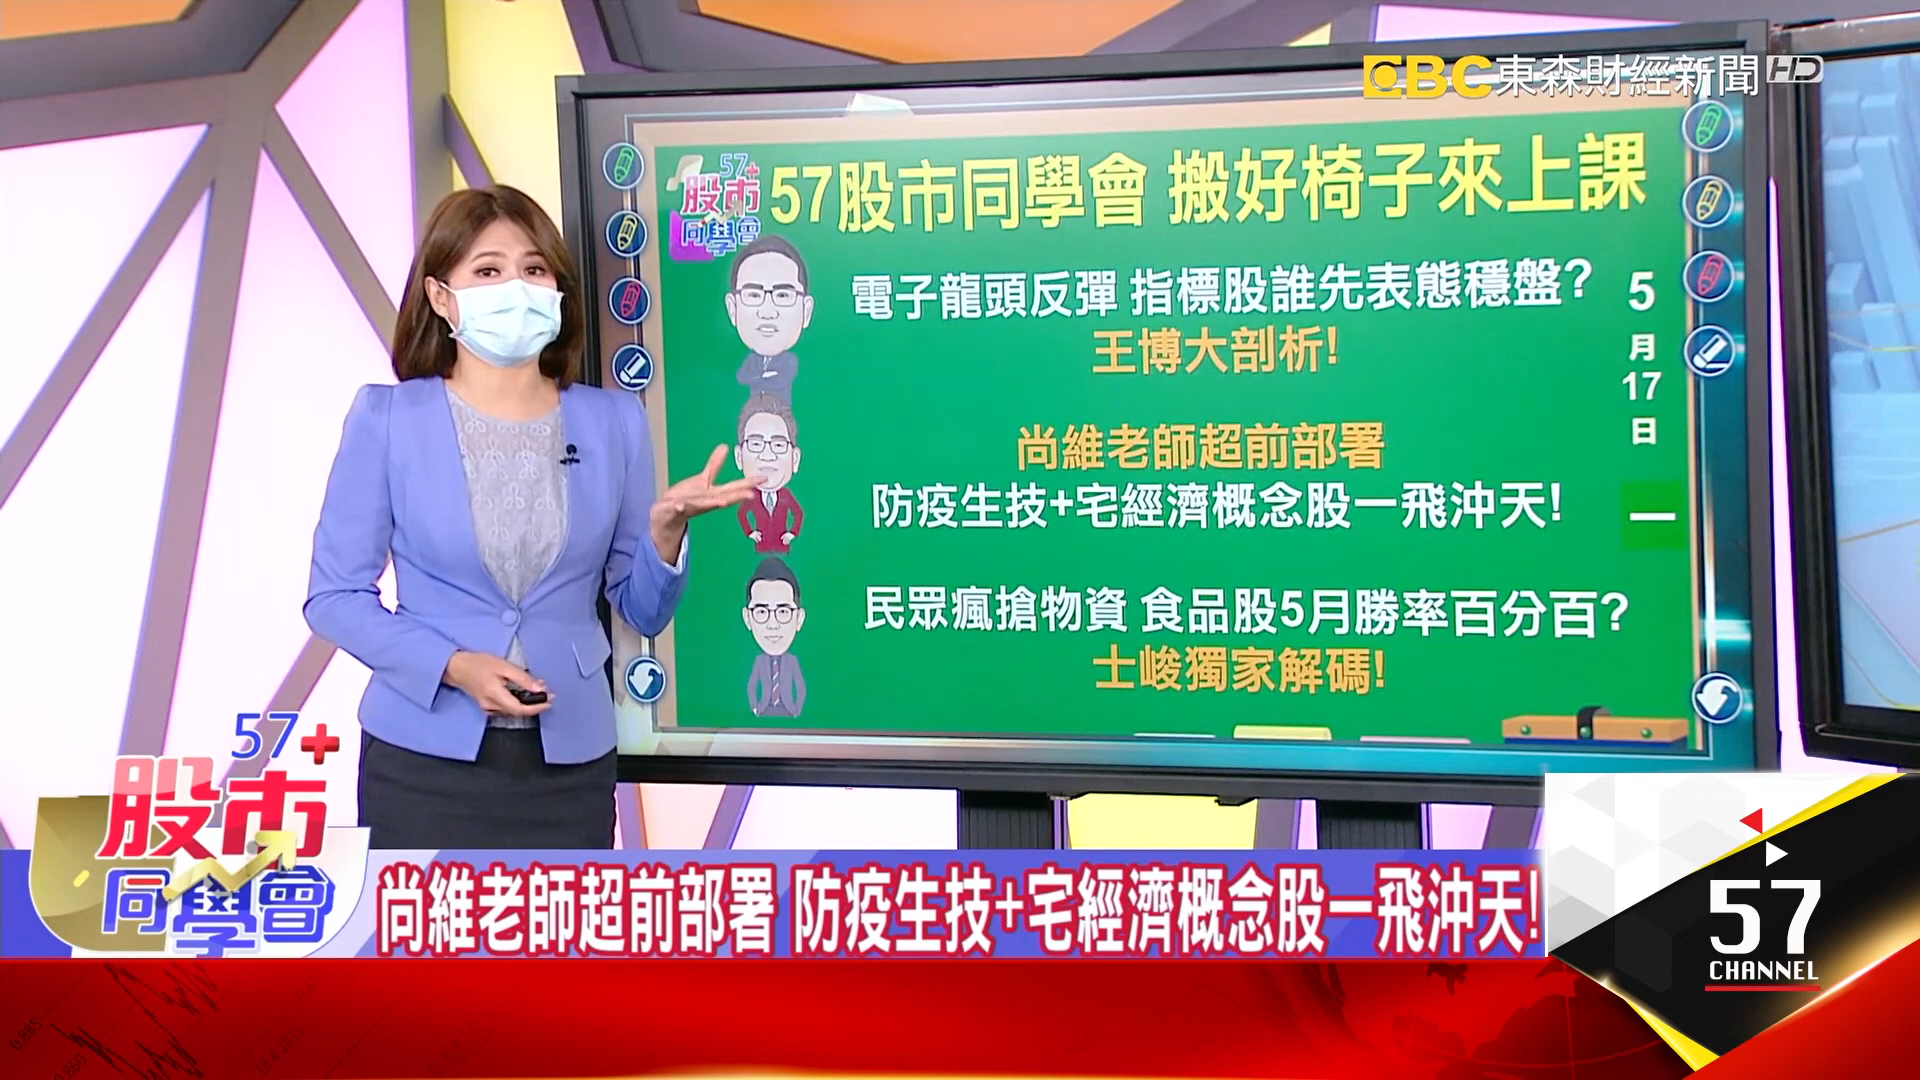 EBC東森財經新聞HD
57+
股市
同學會
57股市同學會 搬好椅子來上課
電子龍頭反彈 指標股誰先表態穩盤?
王博大剖析!
尚維老師超前部署
防疫生技+宅經濟概念股一飛沖天!
民眾瘋搶物資 食品股5月勝率百分百?
士峻獨家解碼!
5
月
17
日
一
57+
股市
同學會
尚維老師超前部署 防疫生技+宅經濟概念股一飛沖天!
57
CHANNEL